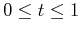 0 ≤ t ≤ 1